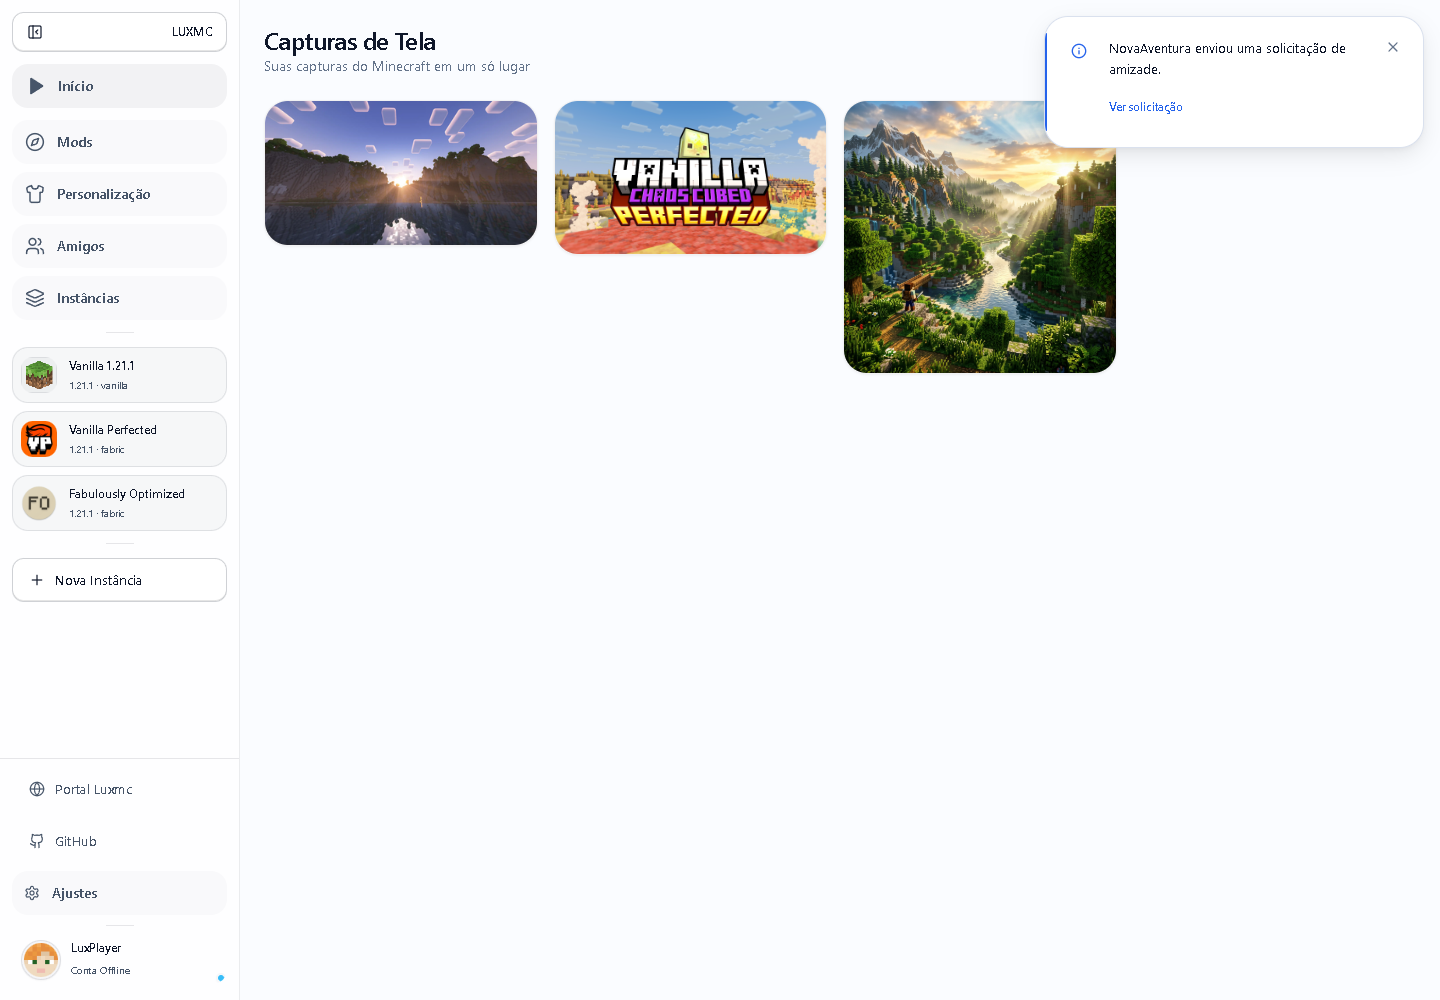 LUXMC
Início
Mods
Personalização
Amigos
Instâncias
Vanilla 1.21.1
1.21.1 · vanilla
Vanilla Perfected
1.21.1 · fabric
Fabulously Optimized
1.21.1 · fabric
Nova Instância
Portal Luxmc
GitHub
Ajustes
LuxPlayer
Conta Offline
Capturas de Tela
Suas capturas do Minecraft em um só lugar
VANILLA
CHAOS CUBED
PERFECTED
NovaAventura enviou uma solicitação de
amizade.
Ver solicitação
VP
FO